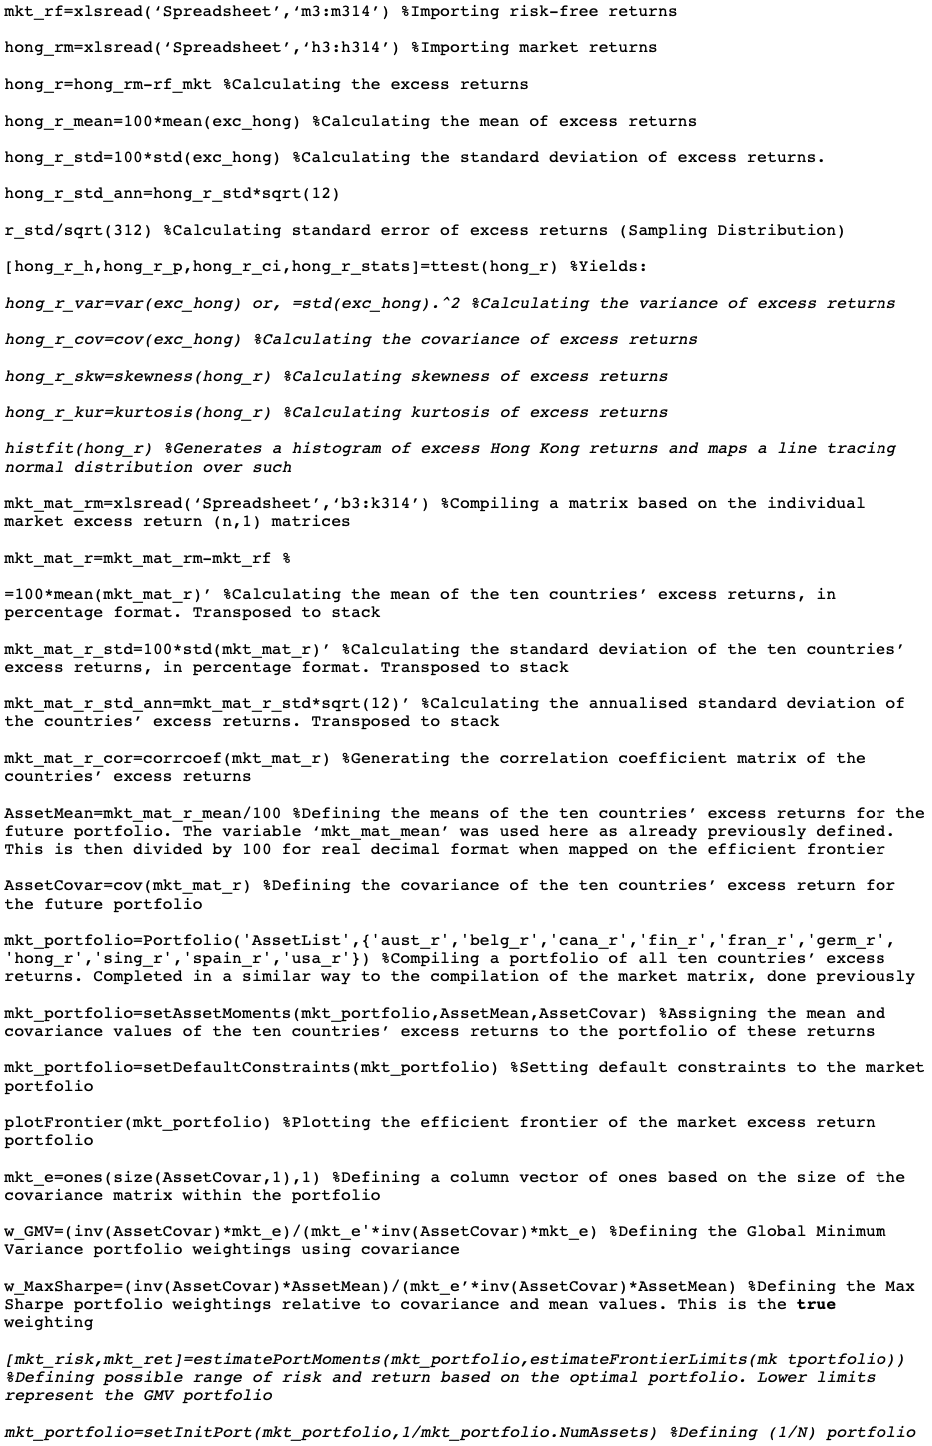 mkt_rf=xlsread(‘Spreadsheet’,‘m3:m314’) %Importing risk-free returns
hong_rm=xlsread(‘Spreadsheet’,‘h3:h314’) %Importing market returns
hong_r=hong_rm-rf_mkt %Calculating the excess returns
hong_r_mean=100*mean(exc_hong) %Calculating the mean of excess returns
hong_r_std=100*std(exc_hong) %Calculating the standard deviation of excess returns.
hong_r_std_ann=hong_r_std*sqrt(12)
r_std/sqrt(312) %Calculating standard error of excess returns (Sampling Distribution)
[hong_r_h,hong_r_p,hong_r_ci,hong_r_stats]=ttest(hong_r) %Yields:
hong_r_var=var(exc_hong) or, =std(exc_hong).^2 %Calculating the variance of excess returns
hong_r_cov=cov(exc_hong) %Calculating the covariance of excess returns
hong_r_skw=skewness(hong_r) %Calculating skewness of excess returns
hong_r_kur=kurtosis(hong_r) %Calculating kurtosis of excess returns
histfit(hong_r) %Generates a histogram of excess Hong Kong returns and maps a line tracing
normal distribution over such
mkt_mat_rm=xlsread(‘Spreadsheet’,‘b3:k314’) %Compiling a matrix based on the individual
market excess return (n,1) matrices
mkt_mat_r=mkt_mat_rm-mkt_rf %
=100*mean(mkt_mat_r)’ %Calculating the mean of the ten countries’ excess returns, in
percentage format. Transposed to stack
mkt_mat_r_std=100*std(mkt_mat_r)’ %Calculating the standard deviation of the ten countries’
excess returns, in percentage format. Transposed to stack
mkt_mat_r_std_ann=mkt_mat_r_std*sqrt(12)’ %Calculating the annualised standard deviation of
the countries’ excess returns. Transposed to stack
mkt_mat_r_cor=corrcoef(mkt_mat_r) %Generating the correlation coefficient matrix of the
countries’ excess returns
AssetMean=mkt_mat_r_mean/100 %Defining the means of the ten countries’ excess returns for the
future portfolio. The variable ‘mkt_mat_mean’ was used here as already previously defined.
This is then divided by 100 for real decimal format when mapped on the efficient frontier
AssetCovar=cov(mkt_mat_r) %Defining the covariance of the ten countries’ excess return for
the future portfolio
mkt_portfolio=Portfolio('AssetList',{'aust_r','belg_r','cana_r','fin_r','fran_r','germ_r',
'hong_r','sing_r','spain_r','usa_r'}) %Compiling a portfolio of all ten countries’ excess
returns. Completed in a similar way to the compilation of the market matrix, done previously
mkt_portfolio=setAssetMoments(mkt_portfolio,AssetMean,AssetCovar) %Assigning the mean and
covariance values of the ten countries’ excess returns to the portfolio of these returns
mkt_portfolio=setDefaultConstraints(mkt_portfolio) %Setting default constraints to the market
portfolio
plotFrontier(mkt_portfolio) %Plotting the efficient frontier of the market excess return
portfolio
mkt_e=ones(size(AssetCovar,1),1) %Defining a column vector of ones based on the size of the
covariance matrix within the portfolio
w_GMV=(inv(AssetCovar)*mkt_e)/(mkt_e'*inv(AssetCovar)*mkt_e) %Defining the Global Minimum
Variance portfolio weightings using covariance
w_MaxSharpe=(inv(AssetCovar)*AssetMean)/(mkt_e’*inv(AssetCovar)*AssetMean) %Defining the Max
Sharpe portfolio weightings relative to covariance and mean values. This is the true
weighting
[mkt_risk,mkt_ret]=estimatePortMoments(mkt_portfolio,estimateFrontierLimits(mk tportfolio))
%Defining possible range of risk and return based on the optimal portfolio. Lower limits
represent the GMV portfolio
mkt_portfolio=setInitPort(mkt_portfolio,1/mkt_portfolio.NumAssets) %Defining (1/N) portfolio